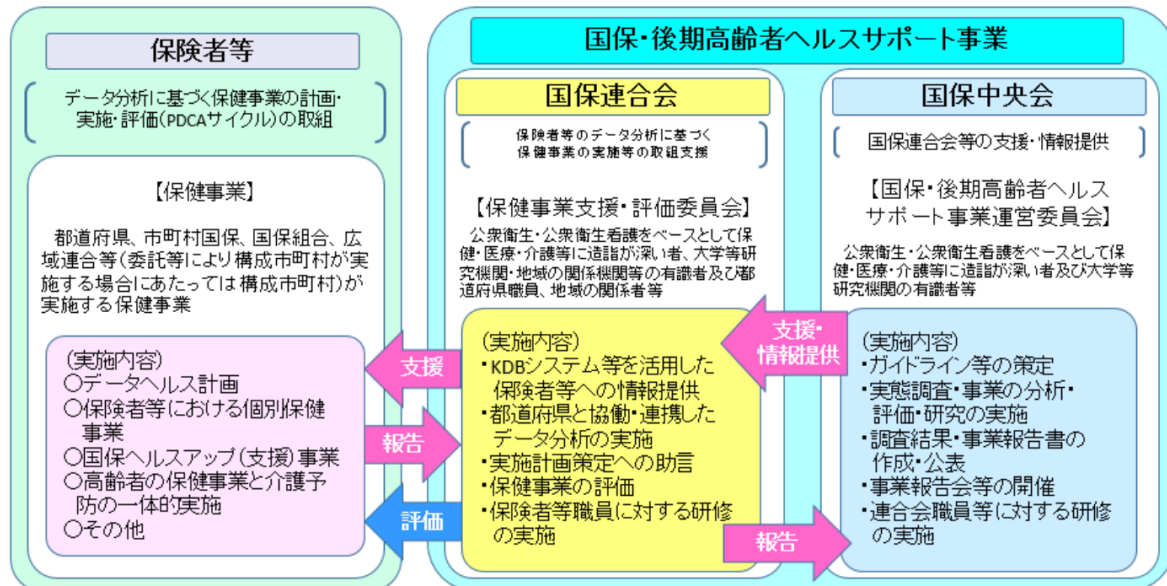 保険者等
データ分析に基づく保健事業の計画・
実施・評価(PDCAサイクル)の取組
【保健事業】
都道府県、市町村国保、国保組合、広
域連合等(委託等により構成市町村が実
施する場合にあたっては構成市町村)が
実施する保健事業
(実施内容)
○データヘルス計画
○保険者等における個別保健
事業
○国保ヘルスアップ(支援)事業
○高齢者の保健事業と介護予
防の一体的実施
○その他
支援
報告
評価
国保・後期高齢者ヘルスサポート事業
国保連合会
保険者等のデータ分析に基づく
保健事業の実施等の取組支援
【保健事業支援・評価委員会】
公衆衛生・公衆衛生看護をベースとして保
健・医療・介護等に造詣が深い者、大学等研
究機関・地域の関係機関等の有識者及び都
道府県職員、地域の関係者等
(実施内容)
・KDBシステム等を活用した
保険者等への情報提供
・都道府県と協働・連携した
データ分析の実施
・実施計画策定への助言
・保健事業の評価
・保険者等職員に対する研修
の実施
支援・
情報提供
報告
国保中央会
国保連合会等の支援・情報提供
【国保・後期高齢者ヘルス
サポート事業運営委員会】
公衆衛生・公衆衛生看護をベースとして保
健・医療・介護等に造詣が深い者及び大学等
研究機関の有識者等
(実施内容)
・ガイドライン等の策定
・実態調査・事業の分析・
評価・研究の実施
・調査結果・事業報告書の
作成・公表
・事業報告会等の開催
・連合会職員等に対する研修
の実施